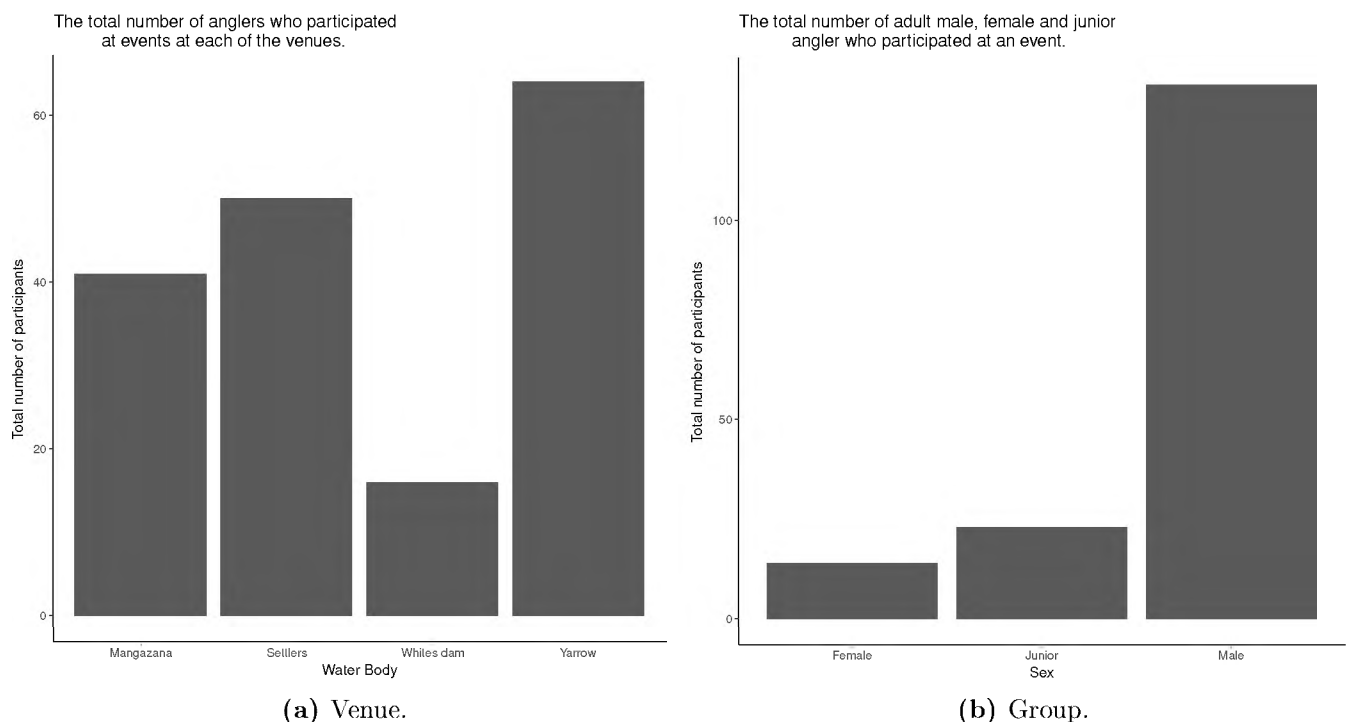 The total number of anglers who participated
at events at each of the venues.
Total number of participants
60
40
20
0
Mangazana
Settlers
Whites dam
Yarrow
Water Body
(a) Venue.
The total number of adult male, female and junior
angler who participated at an event.
Total number of participants
100
50
0
Female
Junior
Male
Sex
(b) Group.